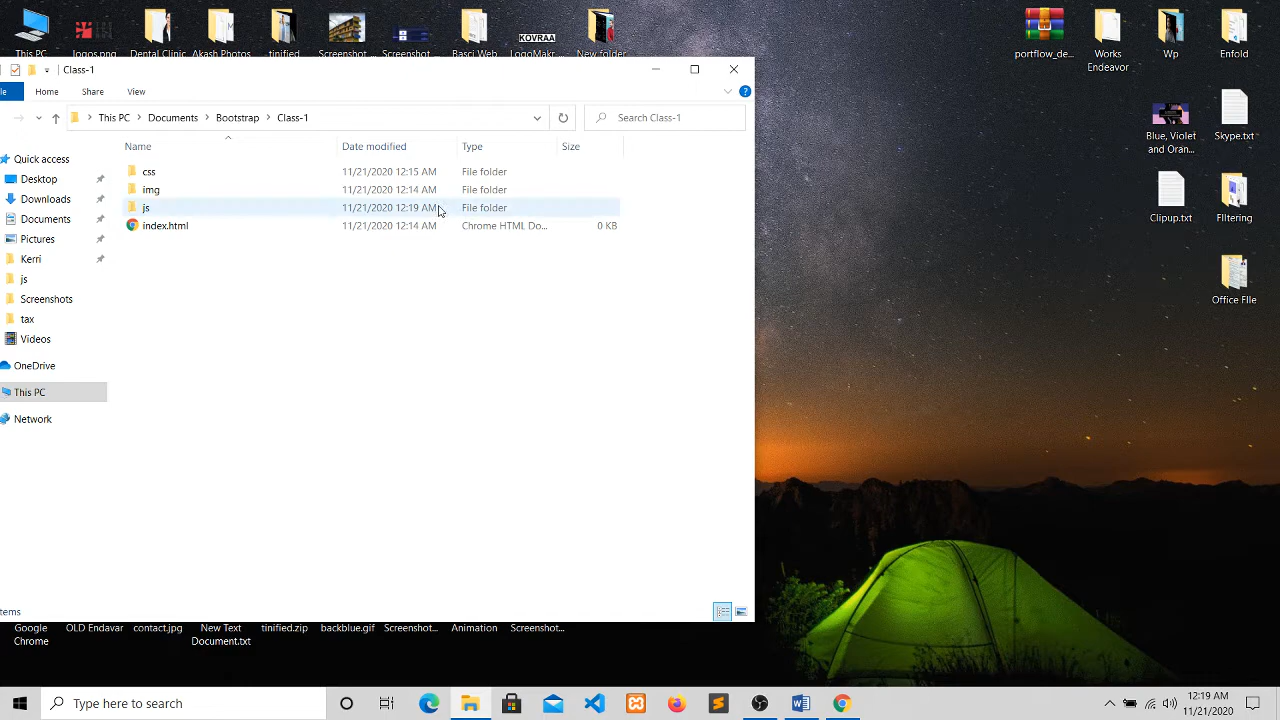 This PC
logo.png
Dental Clinic
Akash Photos
tinified
Screenshot...
Screenshot...
Basci Web
KOVRAA
LogoMakr...
New folder
portflow_de...
Works
Endeavor
Wp
Enfold
Class-1
Home
Share
View
?
This PC
Documents
Bootstrap
Class-1
Search Class-1
Name
Date modified
Type
Size
css
11/21/2020 12:15 AM
File folder
img
11/21/2020 12:14 AM
File folder
js
11/21/2020 12:19 AM
File folder
index.html
11/21/2020 12:14 AM
Chrome HTML Do...
0 KB
Quick access
Desktop
Downloads
Documents
Pictures
Kerri
js
Screenshots
tax
Videos
OneDrive
This PC
Network
Blue, Violet
and Oran...
Skype.txt
Clipup.txt
FIltering
Office FIle
Google
Chrome
OLD Endavar
contact.jpg
New Text
Document.txt
tinified.zip
backblue.gif
Screenshot...
Animation
Screenshot...
Type here to search
12:19 AM
11/21/2020